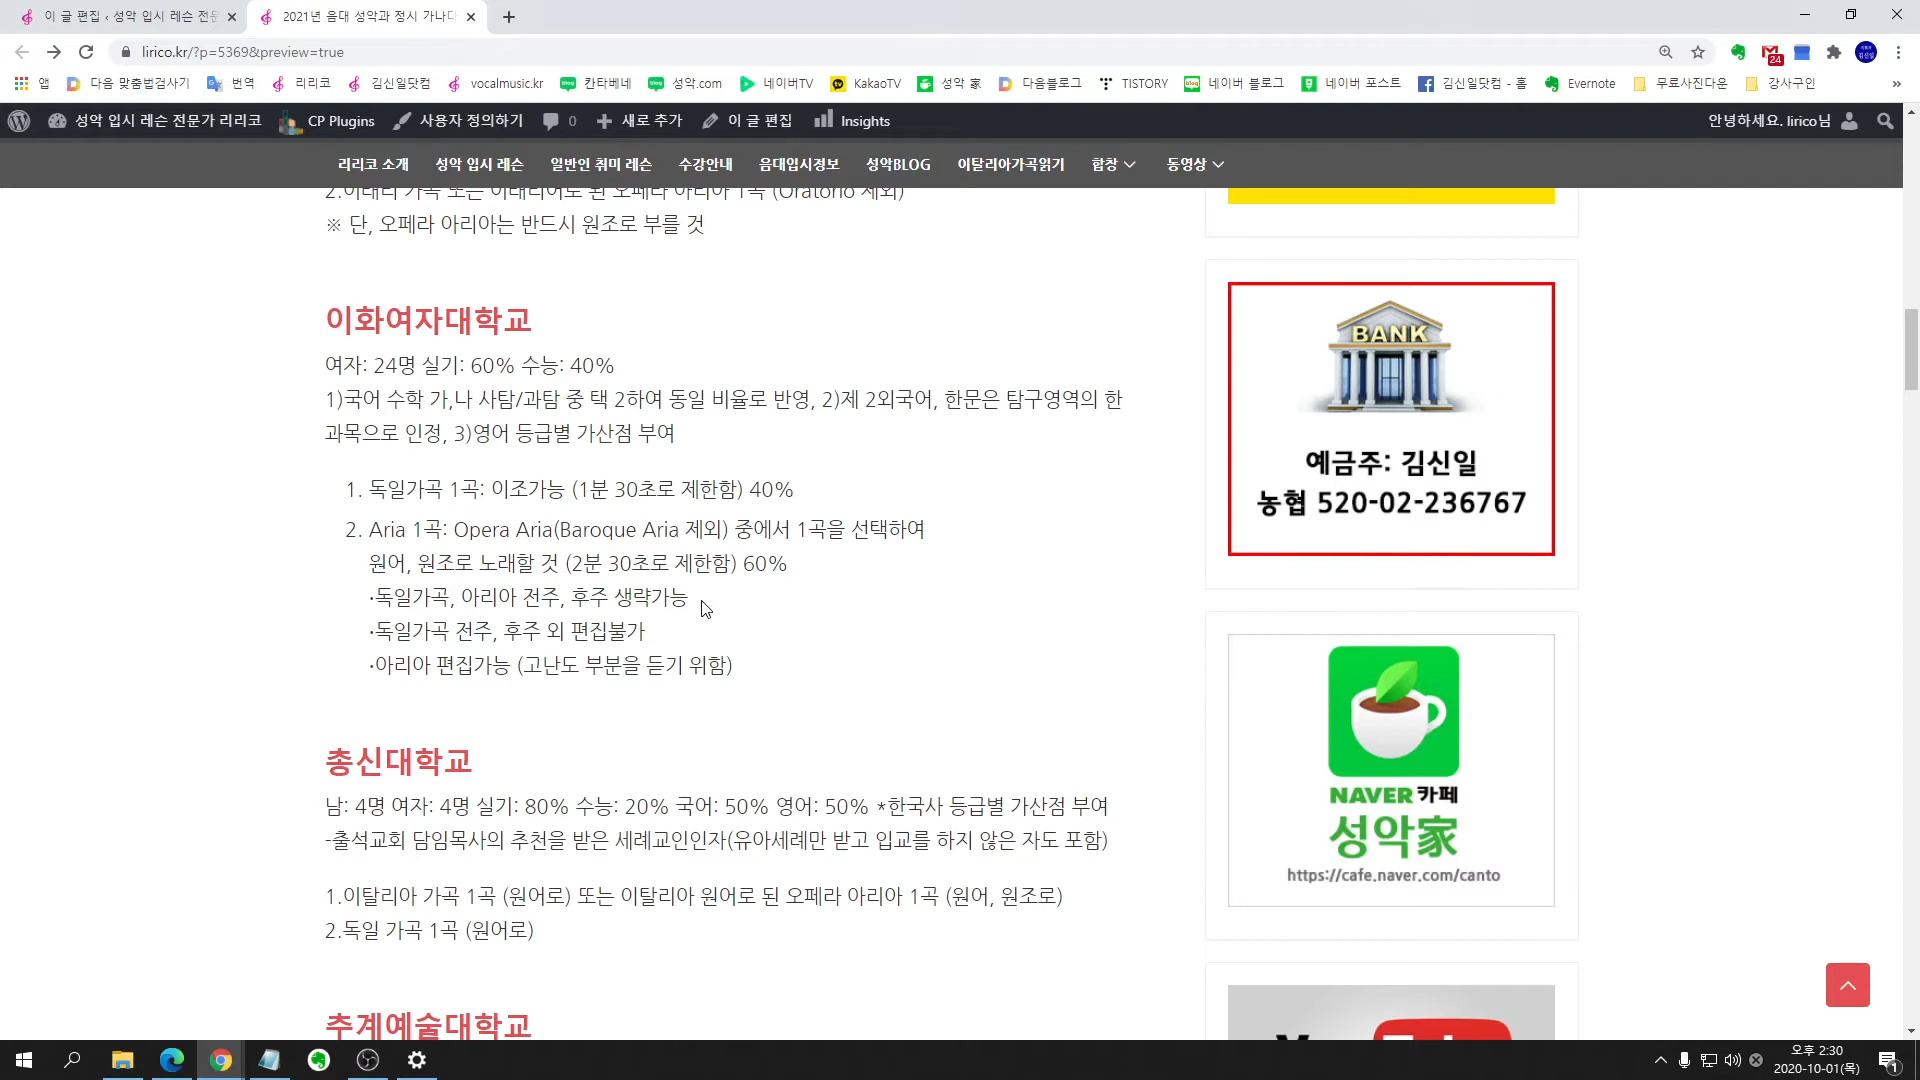 이 글 편집 ‹ 성악 입시 레슨 전문
2021년 음대 성악과 정시 가나다
lirico.kr/?p=5369&preview=true
24
앱
다음 맞춤법검사기
번역
리리코
김신일닷컴
vocalmusic.kr
칸타베네
성악.com
네이버TV
KakaoTV
성악 家
다음블로그
TISTORY
네이버 블로그
네이버 포스트
김신일닷컴 - 홈
Evernote
무료사진다운
강사구인
»
성악 입시 레슨 전문가 리리코
CP Plugins
사용자 정의하기
0
새로 추가
이 글 편집
Insights
안녕하세요. lirico님
리리코 소개
성악 입시 레슨
일반인 취미 레슨
수강안내
음대입시정보
성악BLOG
이탈리아가곡읽기
합창
동영상
2.이태리 가곡 또는 이태리어로 된 오페라 아리아 1곡 (Oratorio 제외)
※ 단, 오페라 아리아는 반드시 원조로 부를 것
이화여자대학교
여자: 24명 실기: 60% 수능: 40%
1)국어 수학 가,나 사탐/과탐 중 택 2하여 동일 비율로 반영, 2)제 2외국어, 한문은 탐구영역의 한
과목으로 인정, 3)영어 등급별 가산점 부여
1. 독일가곡 1곡: 이조가능 (1분 30초로 제한함) 40%
2. Aria 1곡: Opera Aria(Baroque Aria 제외) 중에서 1곡을 선택하여
원어, 원조로 노래할 것 (2분 30초로 제한함) 60%
·독일가곡, 아리아 전주, 후주 생략가능
·독일가곡 전주, 후주 외 편집불가
·아리아 편집가능 (고난도 부분을 듣기 위함)
총신대학교
남: 4명 여자: 4명 실기: 80% 수능: 20% 국어: 50% 영어: 50% *한국사 등급별 가산점 부여
-출석교회 담임목사의 추천을 받은 세례교인인자(유아세례만 받고 입교를 하지 않은 자도 포함)
1.이탈리아 가곡 1곡 (원어로) 또는 이탈리아 원어로 된 오페라 아리아 1곡 (원어, 원조로)
2.독일 가곡 1곡 (원어로)
추계예술대학교
BANK
예금주: 김신일
농협 520-02-236767
NAVER 카페
성악家
https://cafe.naver.com/canto
오후 2:30
2020-10-01(목)
1